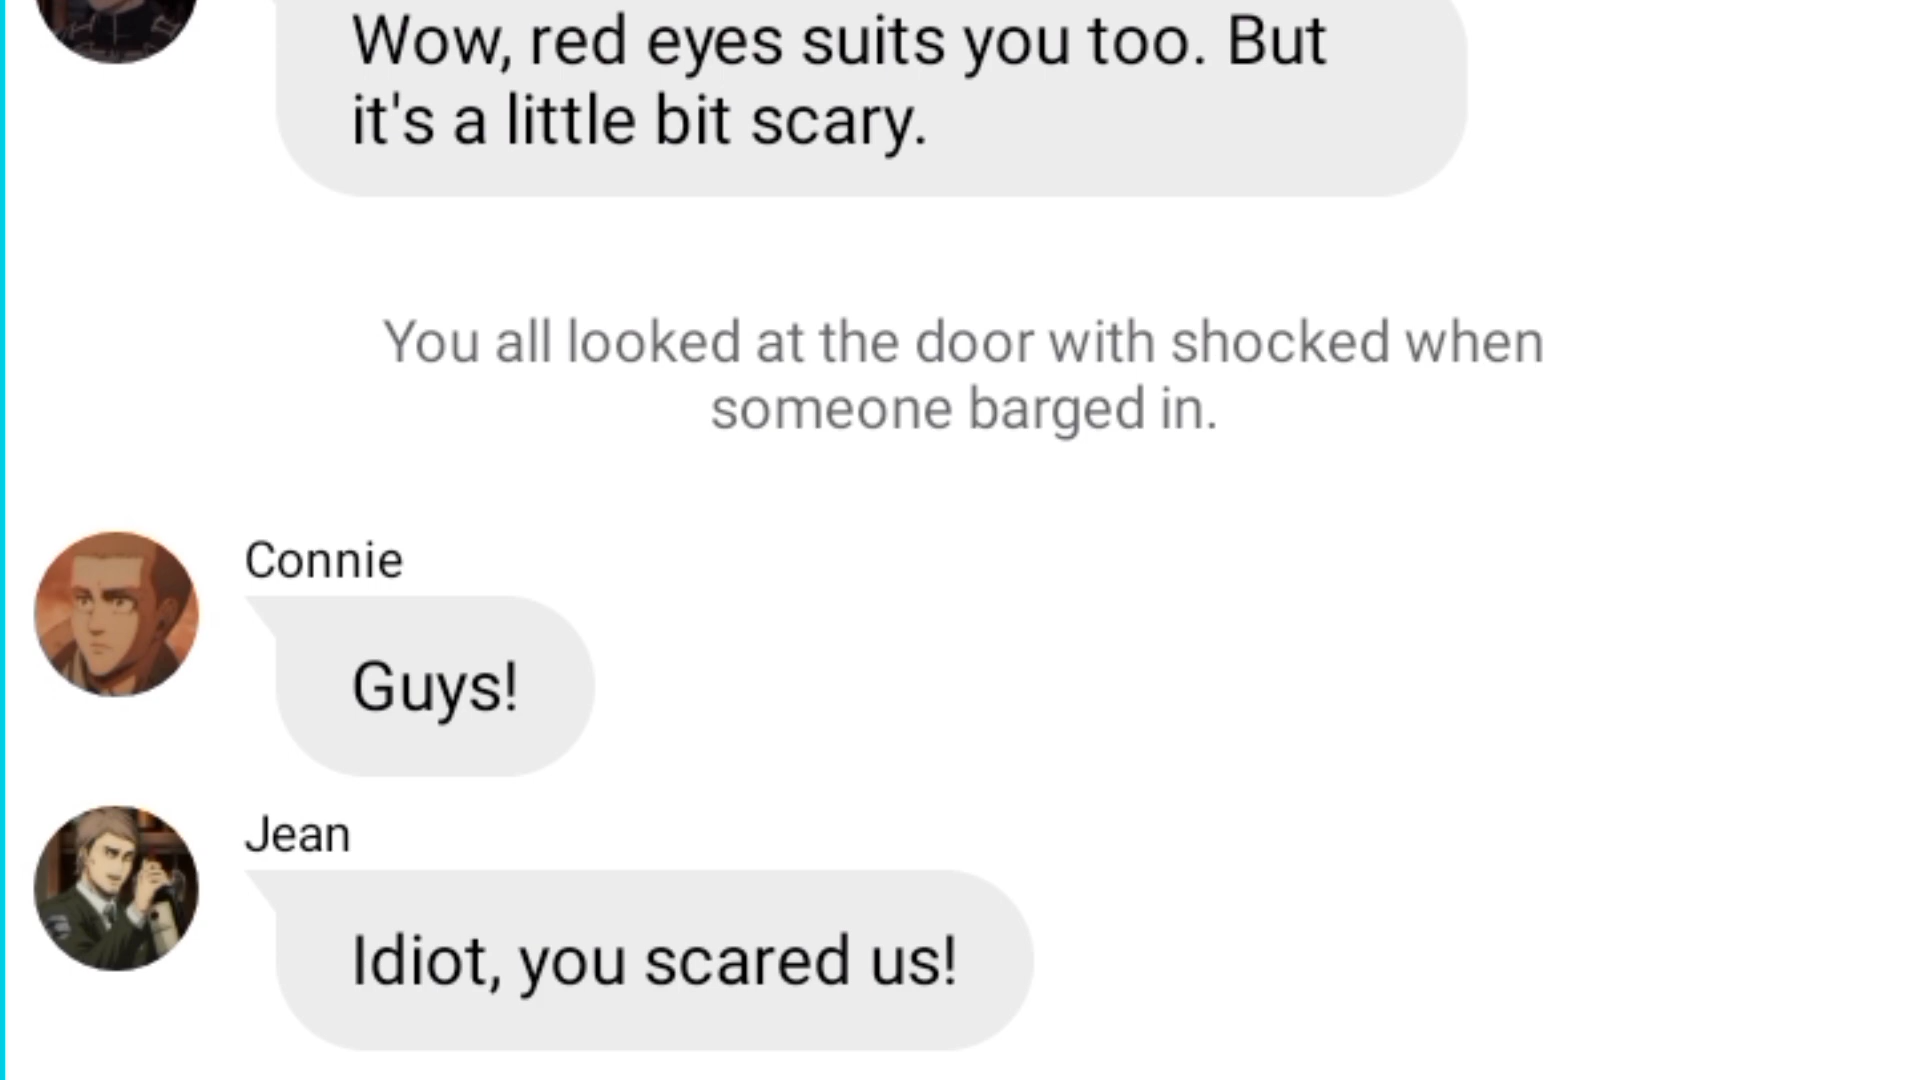 Wow, red eyes suits you too. But
it's a little bit scary.
You all looked at the door with shocked when
someone barged in.
Connie
Guys!
Jean
Idiot, you scared us!